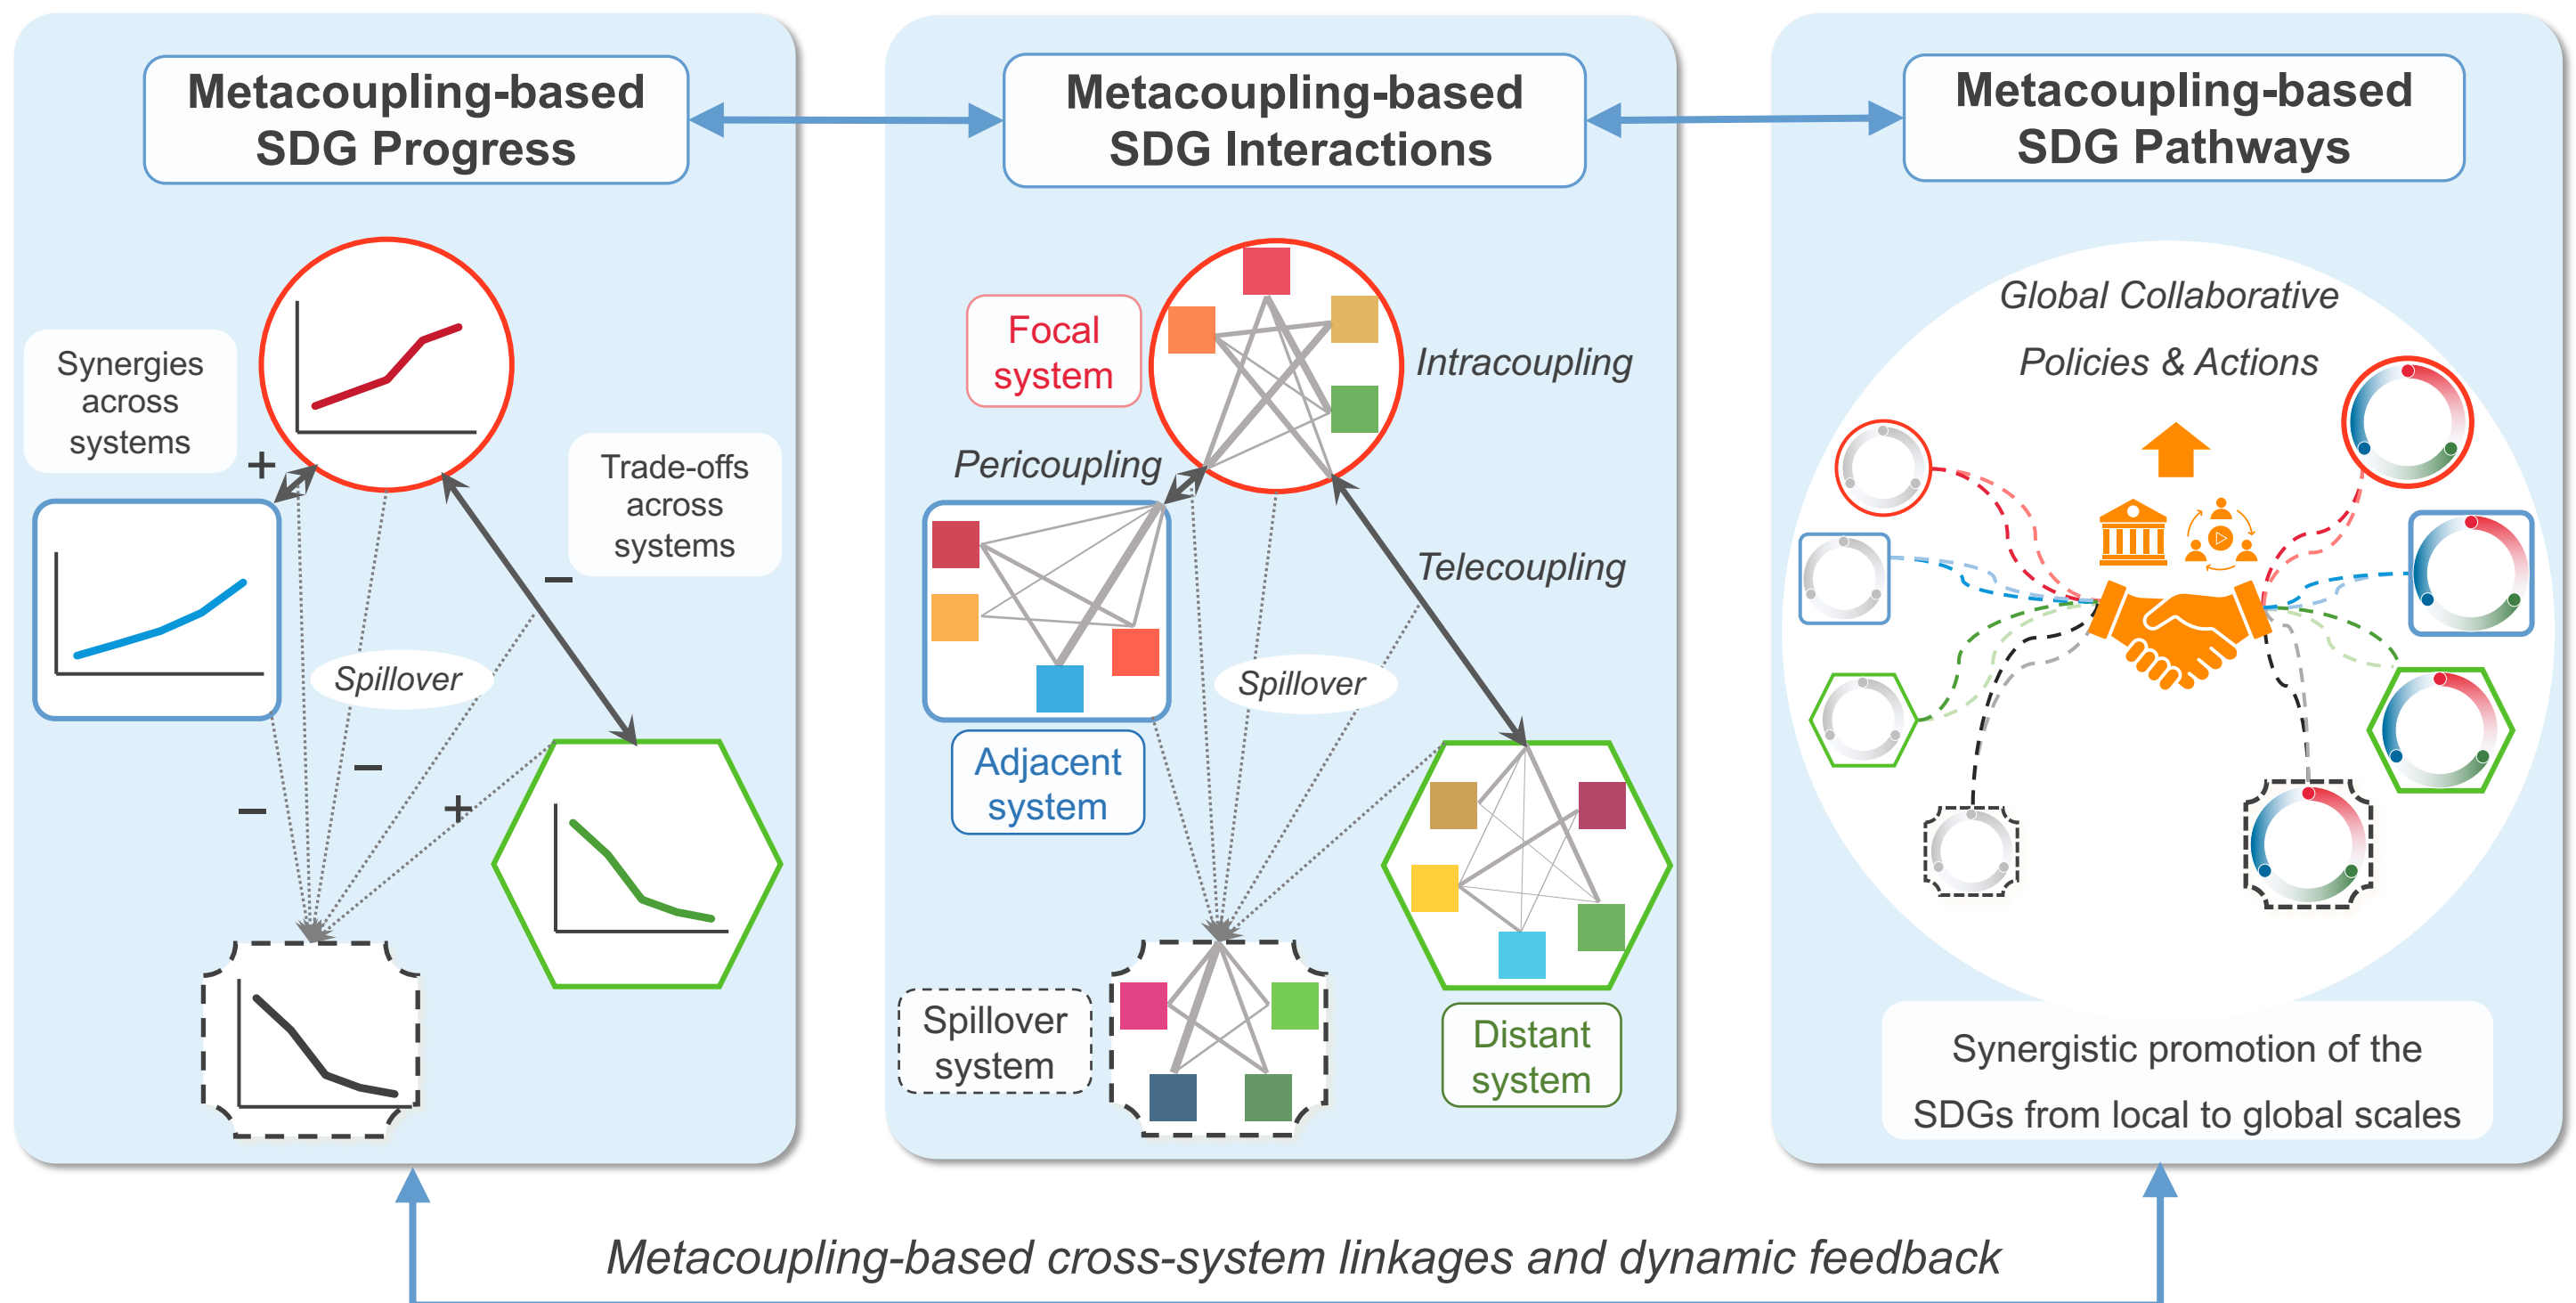 Metacoupling-based
SDG Progress
Synergies
across
systems
+
Trade-offs
across
systems
–
Spillover
–
–
+
Metacoupling-based
SDG Interactions
Focal
system
Intracoupling
Pericoupling
Telecoupling
Spillover
Adjacent
system
Spillover
system
Distant
system
Metacoupling-based
SDG Pathways
Global Collaborative
Policies & Actions
Synergistic promotion of the
SDGs from local to global scales
Metacoupling-based cross-system linkages and dynamic feedback